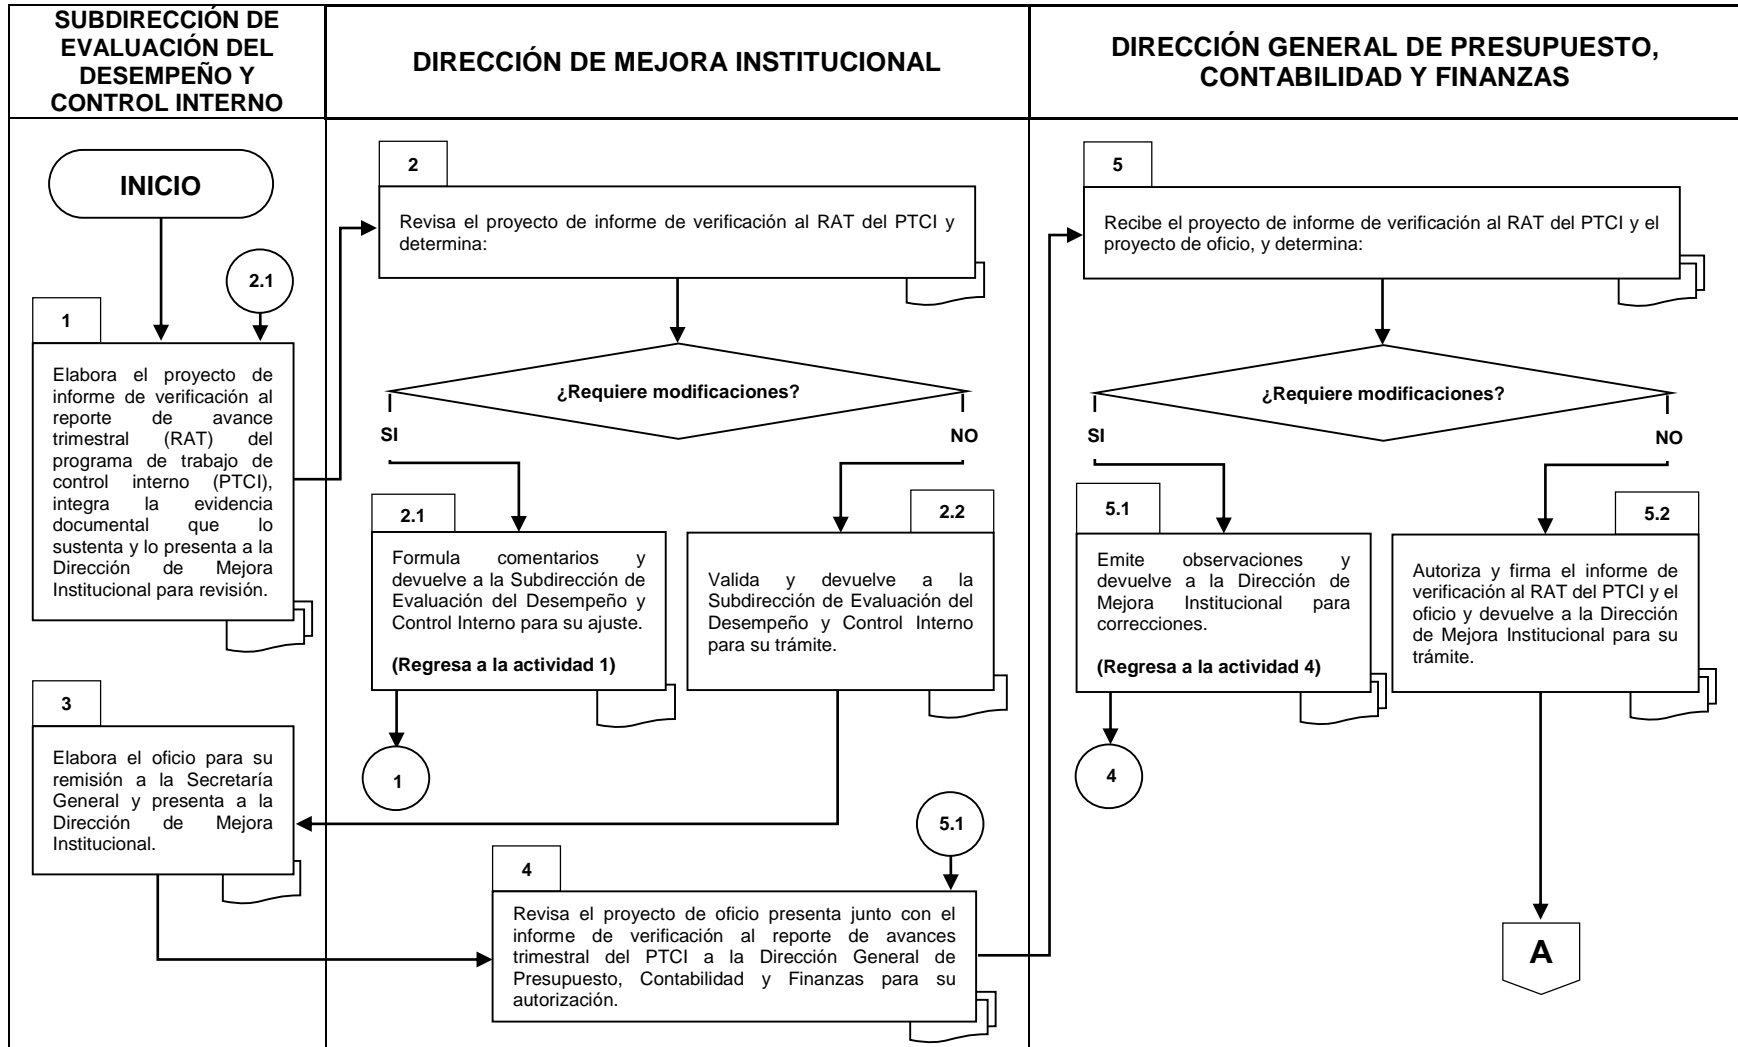 SUBDIRECCIÓN DE
EVALUACIÓN DEL
DESEMPEÑO Y
CONTROL INTERNO
DIRECCIÓN DE MEJORA INSTITUCIONAL
DIRECCIÓN GENERAL DE PRESUPUESTO,
CONTABILIDAD Y FINANZAS
INICIO
2.1
1
Elabora el proyecto de
informe de verificación al
reporte de avance
trimestral (RAT) del
programa de trabajo de
control interno (PTCI),
integra la evidencia
documental que lo
sustenta y lo presenta a la
Dirección de Mejora
Institucional para revisión.
2
Revisa el proyecto de informe de verificación al RAT del PTCI y
determina:
¿Requiere modificaciones?
SI
NO
2.1
Formula comentarios y
devuelve a la Subdirección de
Evaluación del Desempeño y
Control Interno para su ajuste.
(Regresa a la actividad 1)
1
2.2
Valida y devuelve a la
Subdirección de Evaluación del
Desempeño y Control Interno
para su trámite.
3
Elabora el oficio para su
remisión a la Secretaría
General y presenta a la
Dirección de Mejora
Institucional.
5.1
4
Revisa el proyecto de oficio presenta junto con el
informe de verificación al reporte de avances
trimestral del PTCI a la Dirección General de
Presupuesto, Contabilidad y Finanzas para su
autorización.
5
Recibe el proyecto de informe de verificación al RAT del PTCI y el
proyecto de oficio, y determina:
¿Requiere modificaciones?
SI
NO
5.1
Emite observaciones y
devuelve a la Dirección de
Mejora Institucional para
correcciones.
(Regresa a la actividad 4)
4
5.2
Autoriza y firma el informe de
verificación al RAT del PTCI y el
oficio y devuelve a la Dirección
de Mejora Institucional para su
trámite.
A